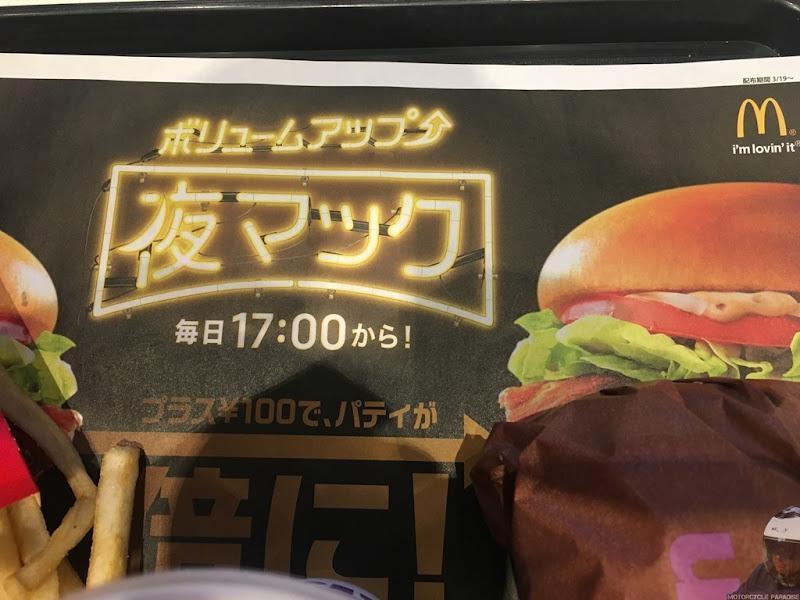 配布期間 3/19〜
i'm lovin' it®
ボリュームアップ
夜マック
毎日17:00から!
プラス¥100で、パティが
倍に!
MOTORCYCLE PARADISE